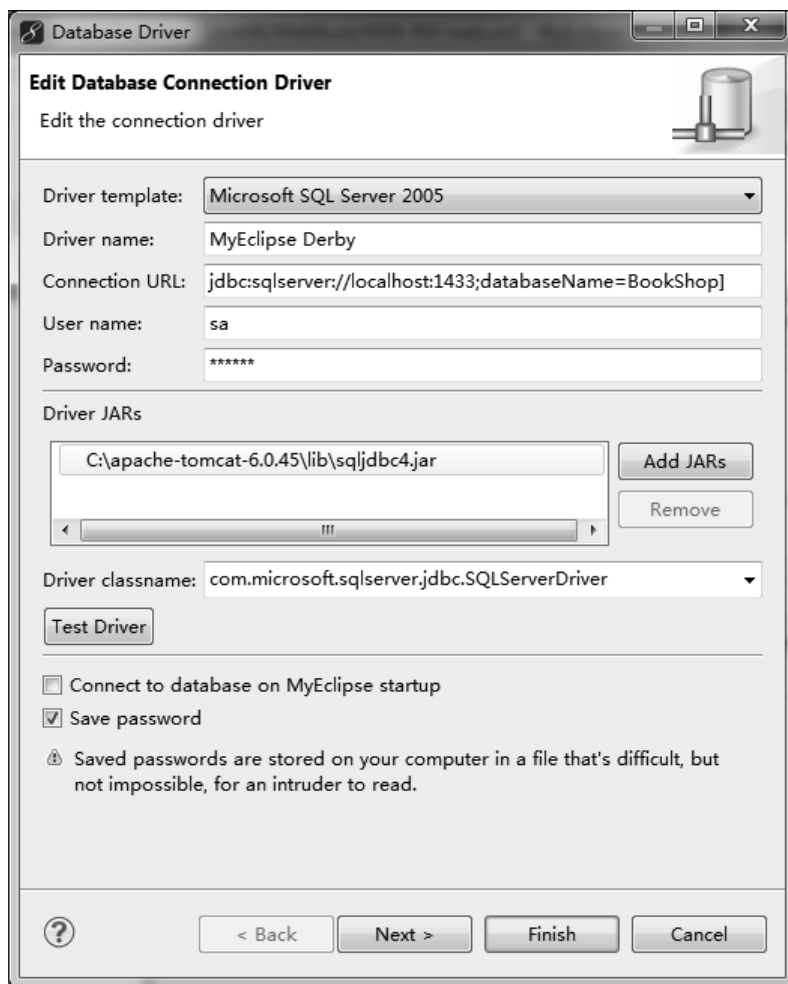 Database Driver
Edit Database Connection Driver
Edit the connection driver
Driver template: Microsoft SQL Server 2005
Driver name: MyEclipse Derby
Connection URL: jdbc:sqlserver://localhost:1433;databaseName=BookShop]
User name: sa
Password: ******
Driver JARs
C:\apache-tomcat-6.0.45\lib\sqljdbc4.jar
Add JARs
Remove
Driver classname: com.microsoft.sqlserver.jdbc.SQLServerDriver
Test Driver
Connect to database on MyEclipse startup
Save password
Saved passwords are stored on your computer in a file that's difficult, but
not impossible, for an intruder to read.
? < Back Next > Finish Cancel